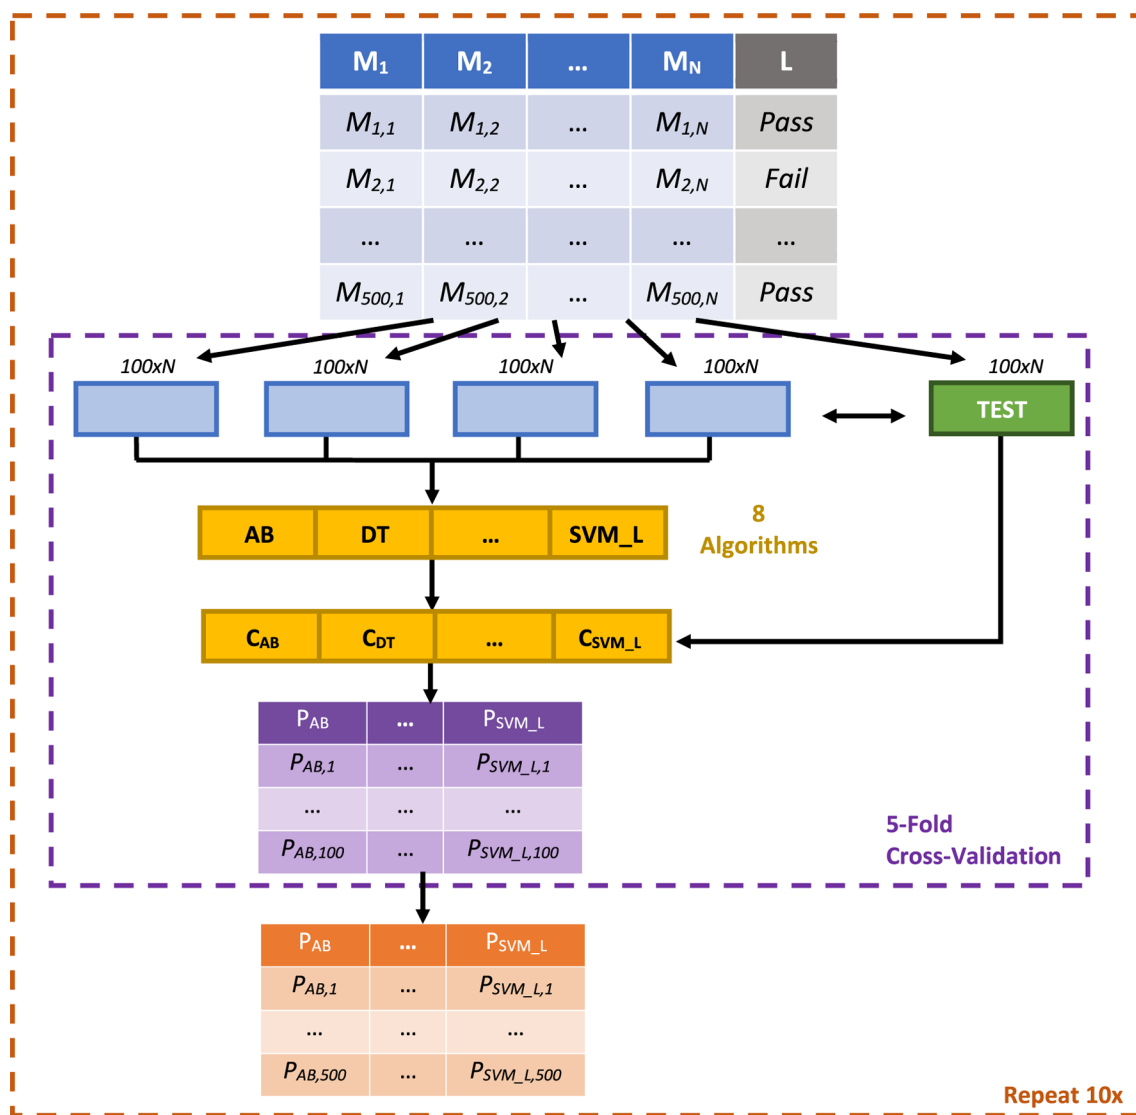 M1 M2 ... MN L
M1,1 M1,2 ... M1,N Pass
M2,1 M2,2 ... M2,N Fail
... ... ... ... ...
M500,1 M500,2 ... M500,N Pass
100xN 100xN 100xN 100xN 100xN
TEST
AB DT ... SVM_L
8
Algorithms
CAB CDT ... CSVM_L
PAB ... PSVM_L
PAB,1 ... PSVM_L,1
... ... ...
PAB,100 ... PSVM_L,100
5-Fold
Cross-Validation
PAB ... PSVM_L
PAB,1 ... PSVM_L,1
... ... ...
PAB,500 ... PSVM_L,500
Repeat 10x